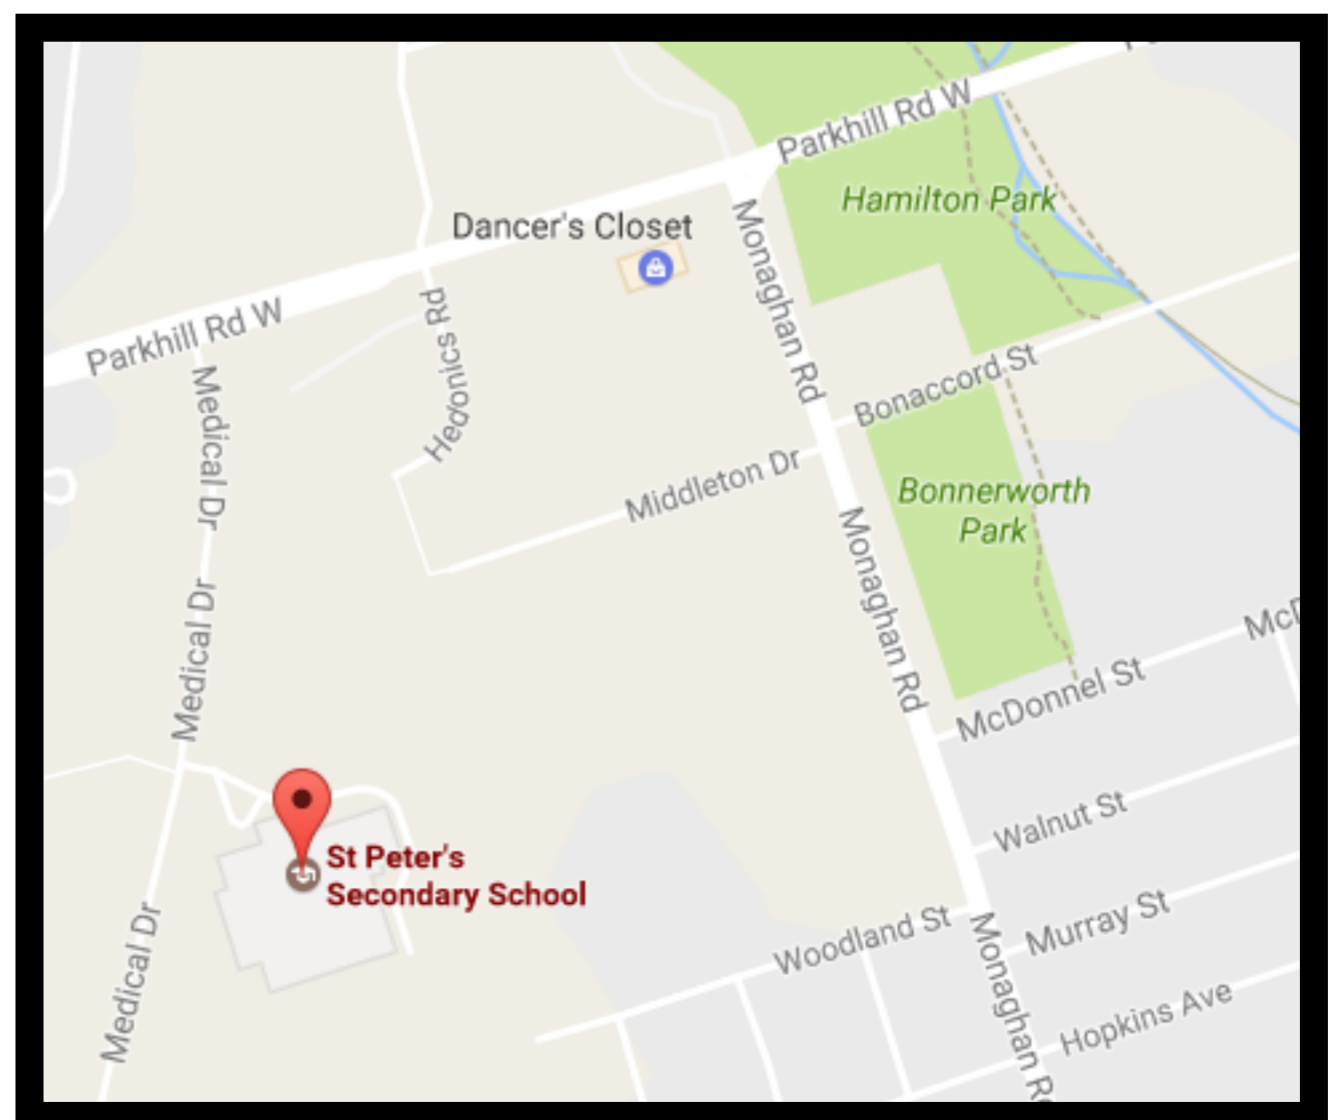 Parkhill Rd W
Hamilton Park
Dancer's Closet
Monaghan Rd
Parkhill Rd W
Hedonics Rd
Medical Dr
Bonaccord St
Middleton Dr
Bonnerworth
Park
Monaghan Rd
Medical Dr
McDonnel St
Walnut St
St Peter's
Secondary School
Murray St
Woodland St
Medical Dr
Monaghan Rd
Hopkins Ave